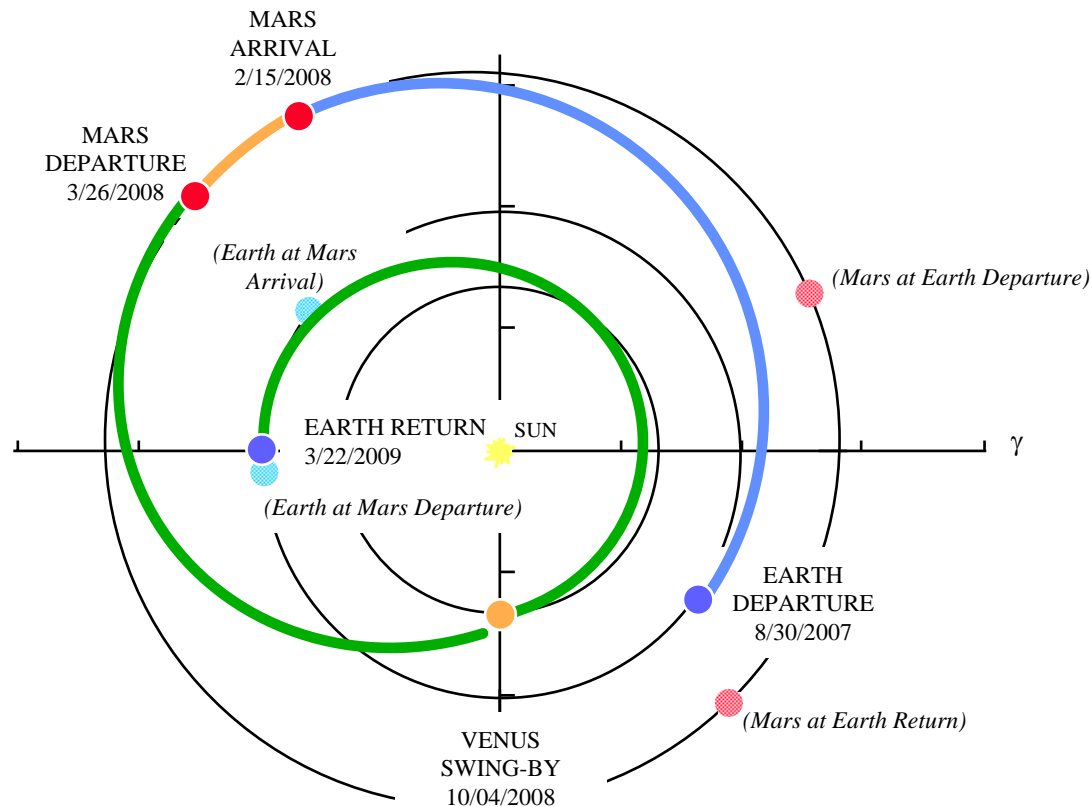 MARS
ARRIVAL
2/15/2008
MARS
DEPARTURE
3/26/2008
(Earth at Mars
Arrival)
(Mars at Earth Departure)
EARTH RETURN
3/22/2009
SUN
γ
(Earth at Mars Departure)
EARTH
DEPARTURE
8/30/2007
(Mars at Earth Return)
VENUS
SWING-BY
10/04/2008